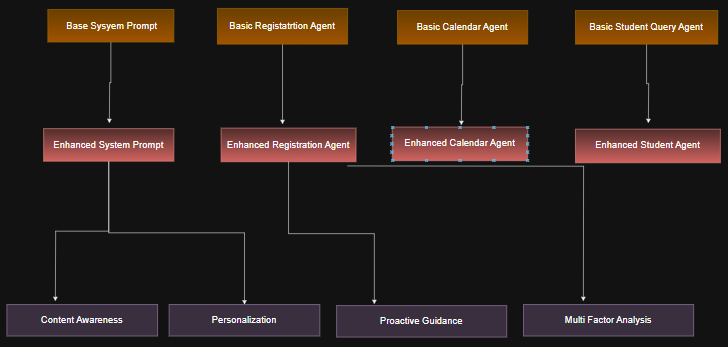 Base Sysyem Prompt
Basic Registatrtion Agent
Basic Calendar Agent
Basic Student Query Agent
Enhanced System Prompt
Enhanced Registration Agent
Enhanced Calendar Agent
Enhanced Student Agent
Content Awareness
Personalization
Proactive Guidance
Multi Factor Analysis